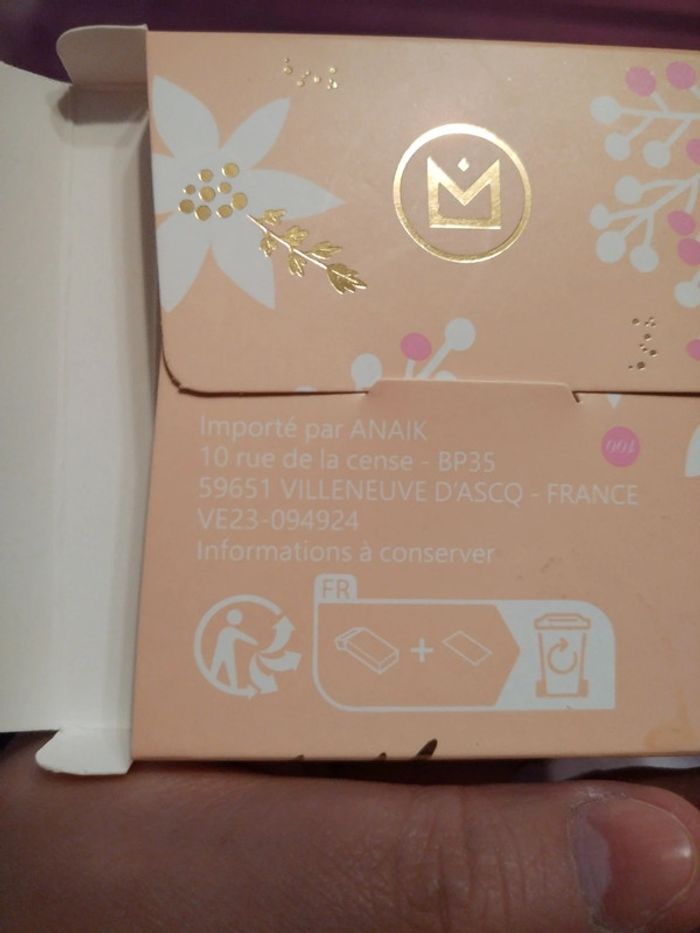 Importé par ANAIK
10 rue de la cense - BP35
59651 VILLENEUVE D'ASCQ - FRANCE
VE23-094924
Informations à conserver
FR